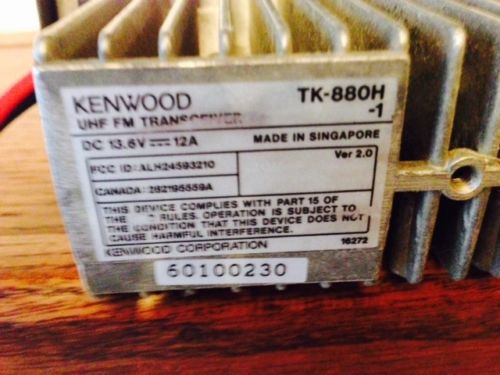 KENWOOD TK-880H
UHF FM TRANSCEIVER -1
DC 13.6V 12A MADE IN SINGAPORE
FCC ID: ALH24593210 Ver 2.0
CANADA: 282195559A
THIS DEVICE COMPLIES WITH PART 15 OF
THE RULES. OPERATION IS SUBJECT TO
THE CONDITION THAT THIS DEVICE DOES NOT
CAUSE HARMFUL INTERFERENCE.
KENWOOD CORPORATION 16272
60100230